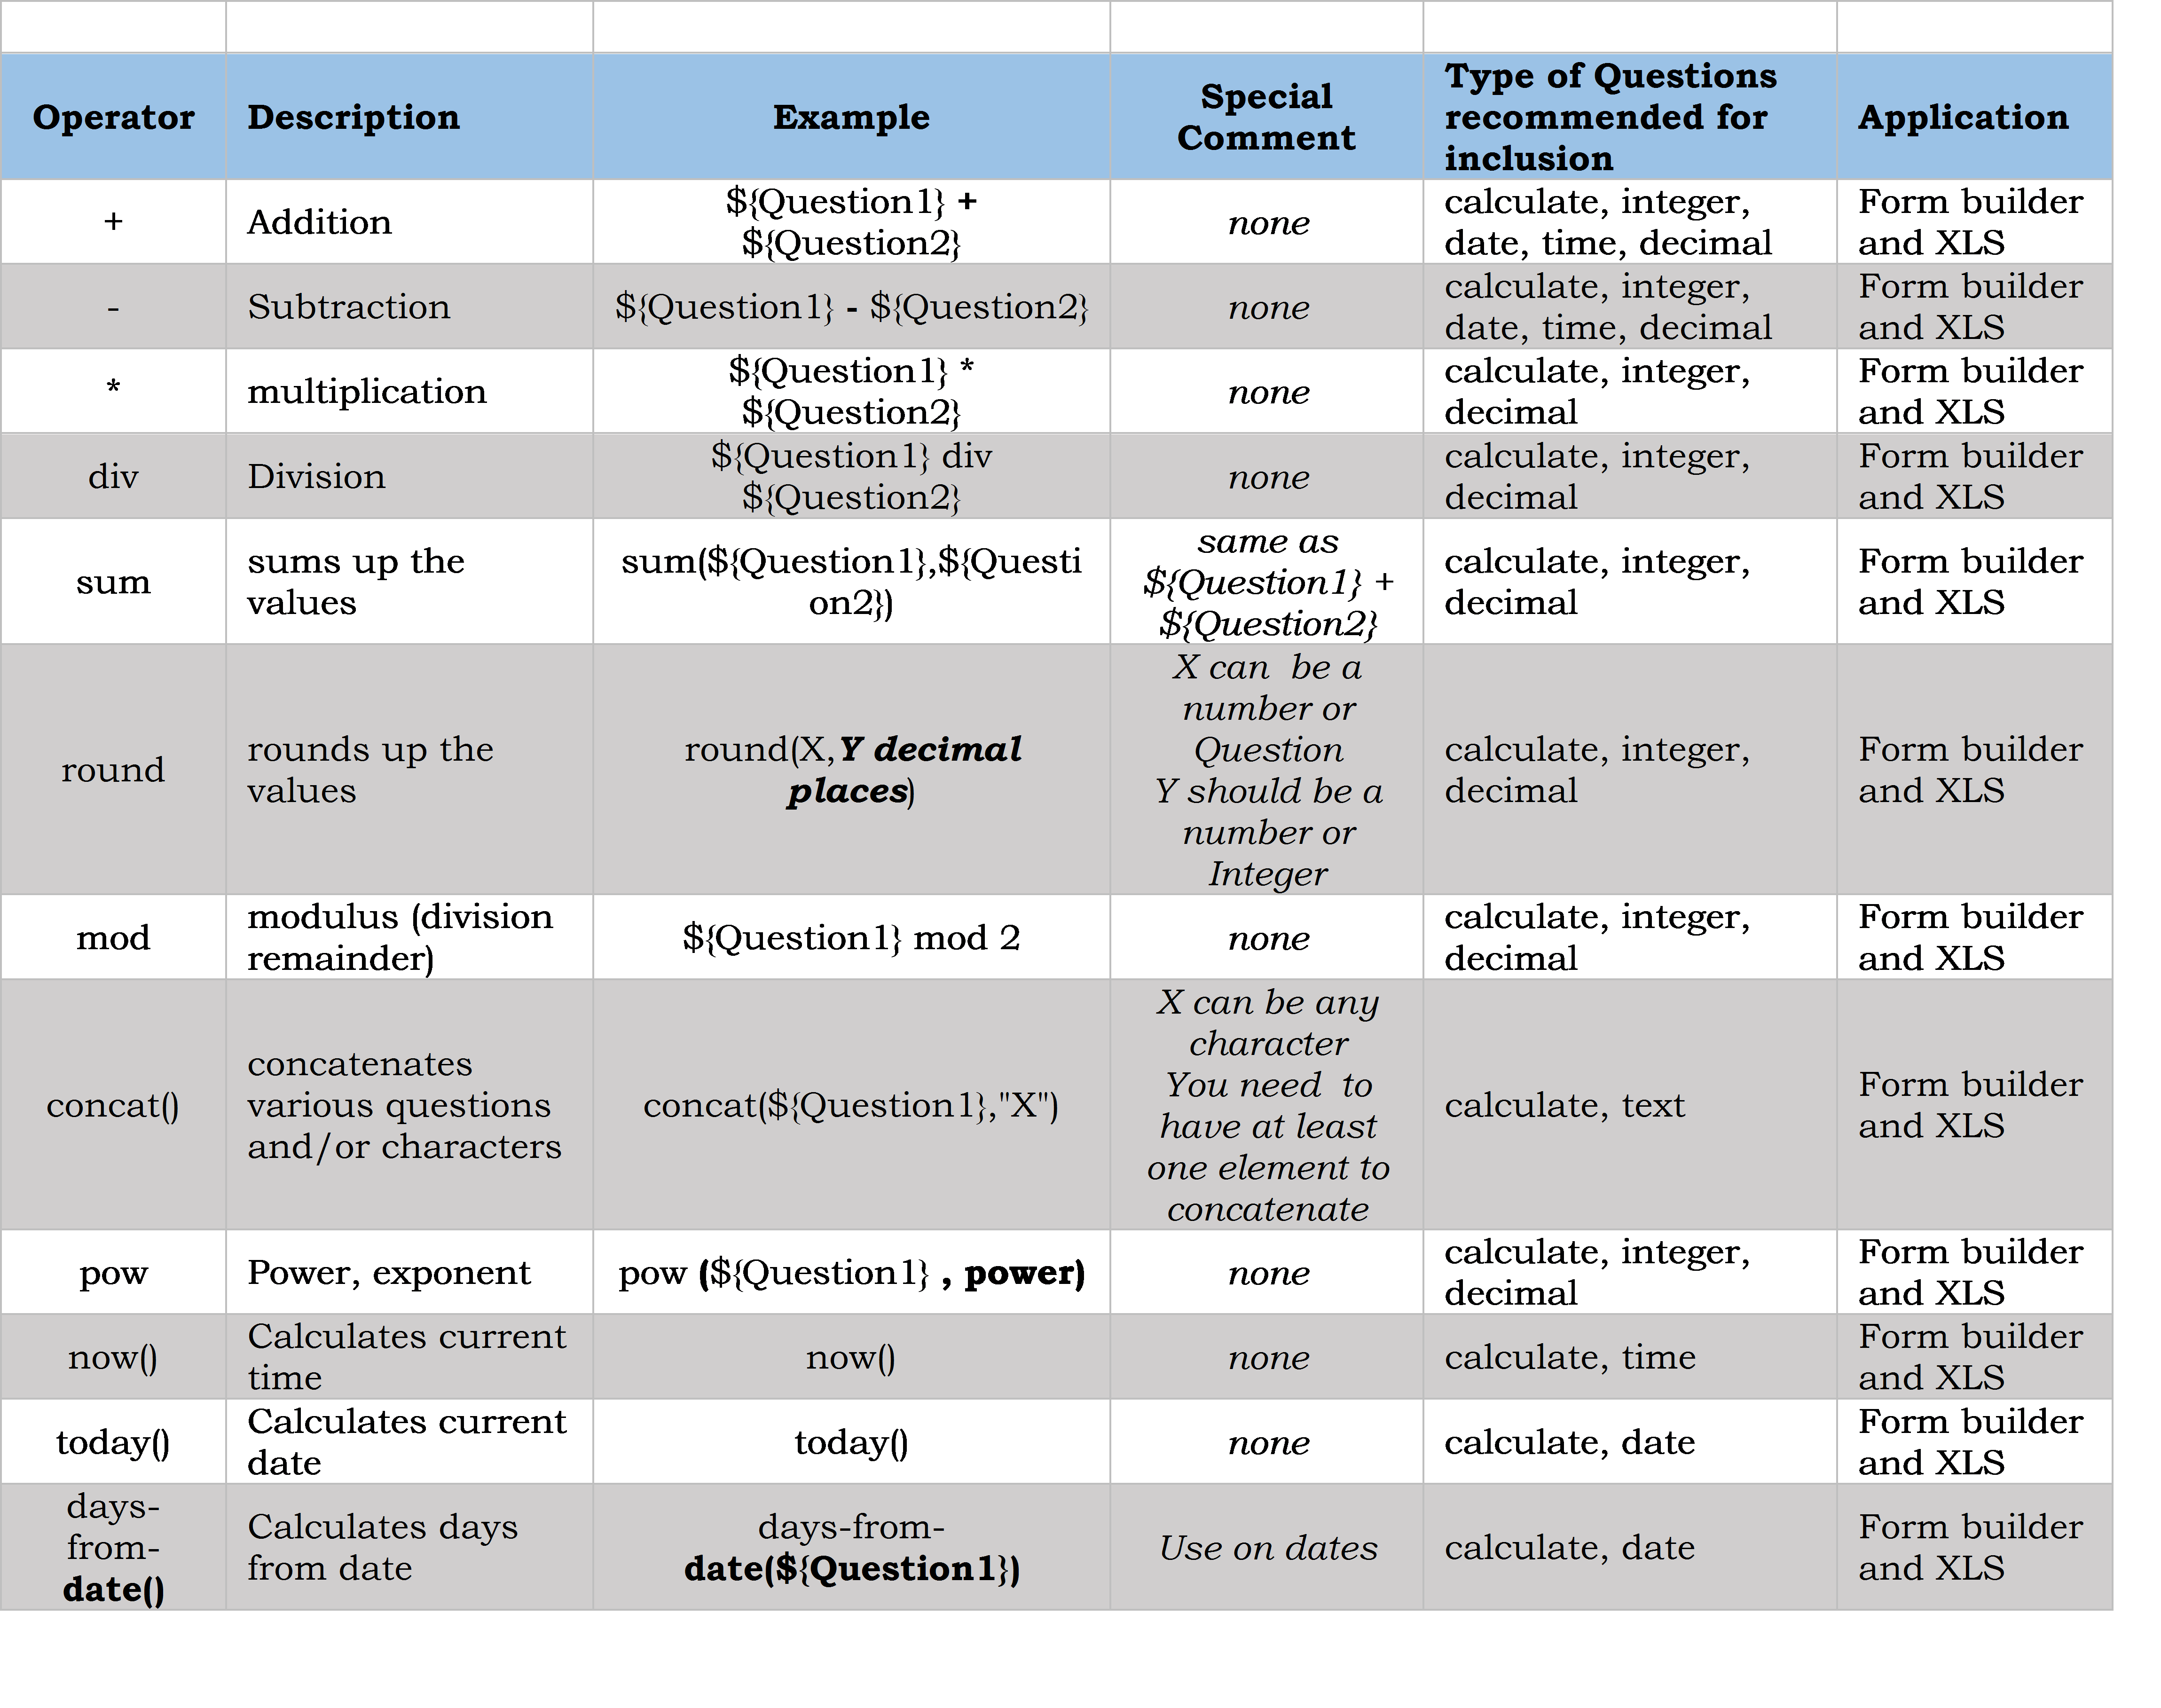 Operator Description Example Special Comment Type of Questions recommended for inclusion Application
+ Addition ${Question1} + ${Question2} none calculate, integer, date, time, decimal Form builder and XLS
- Subtraction ${Question1} - ${Question2} none calculate, integer, date, time, decimal Form builder and XLS
* multiplication ${Question1} * ${Question2} none calculate, integer, decimal Form builder and XLS
div Division ${Question1} div ${Question2} none calculate, integer, decimal Form builder and XLS
sum sums up the values sum(${Question1},${Question2}) same as ${Question1} + ${Question2} calculate, integer, decimal Form builder and XLS
round rounds up the values round(X,Y decimal places) X can be a number or Question Y should be a number or Integer calculate, integer, decimal Form builder and XLS
mod modulus (division remainder) ${Question1} mod 2 none calculate, integer, decimal Form builder and XLS
concat() concatenates various questions and/or characters concat(${Question1},"X") X can be any character You need to have at least one element to concatenate calculate, text Form builder and XLS
pow Power, exponent pow (${Question1} , power) none calculate, integer, decimal Form builder and XLS
now() Calculates current time now() none calculate, time Form builder and XLS
today() Calculates current date today() none calculate, date Form builder and XLS
days-from-date() Calculates days from date days-from-date(${Question1}) Use on dates calculate, date Form builder and XLS